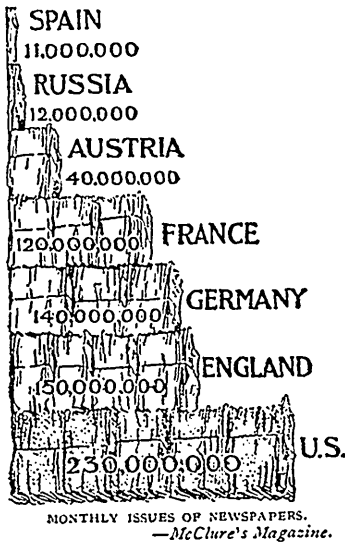 SPAIN
11.000.000
RUSSIA
12.000.000
AUSTRIA
40.000.000
120.000.000 FRANCE
GERMANY
140.000.000
ENGLAND
150.000.000
U.S.
230.000.000
MONTHLY ISSUES OF NEWSPAPERS.
—McClure's Magazine.